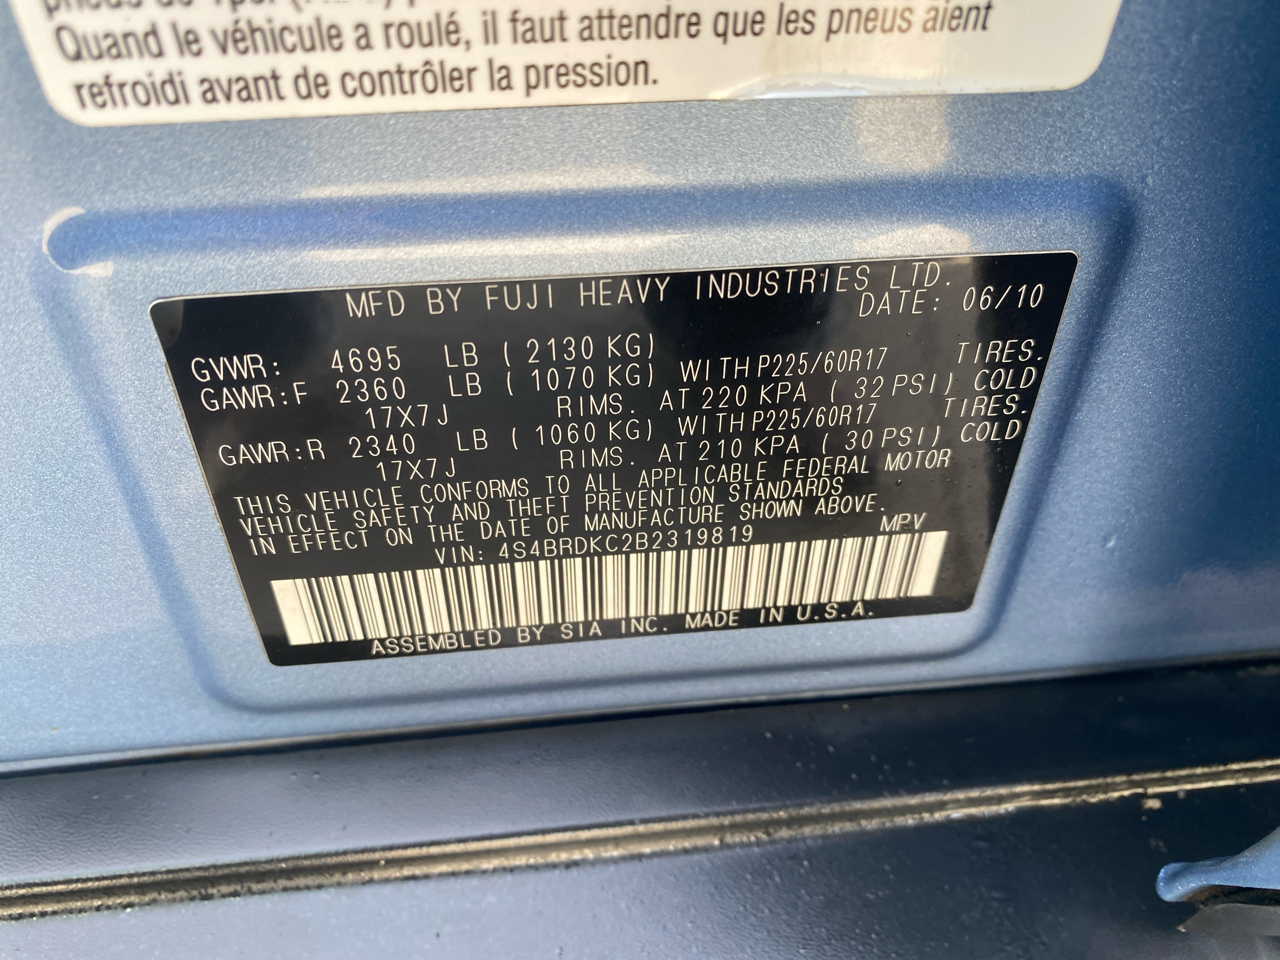 Quand le véhicule a roulé, il faut attendre que les pneus aient
refroidi avant de contrôler la pression.
MFD BY FUJI HEAVY INDUSTRIES LTD.
DATE: 06/10
GVWR: 4695 LB (2130 KG)
GAWR:F 2360 LB (1070 KG) WITH P225/60R17 TIRES.
17X7J RIMS. AT 220 KPA (32 PSI) COLD
GAWR:R 2340 LB (1060 KG) WITH P225/60R17 TIRES.
17X7J RIMS. AT 210 KPA (30 PSI) COLD
THIS VEHICLE CONFORMS TO ALL APPLICABLE FEDERAL MOTOR
VEHICLE SAFETY AND THEFT PREVENTION STANDARDS
IN EFFECT ON THE DATE OF MANUFACTURE SHOWN ABOVE.
VIN: 4S4BRDKC2B2319819 MPV
ASSEMBLED BY SIA INC. MADE IN U.S.A.